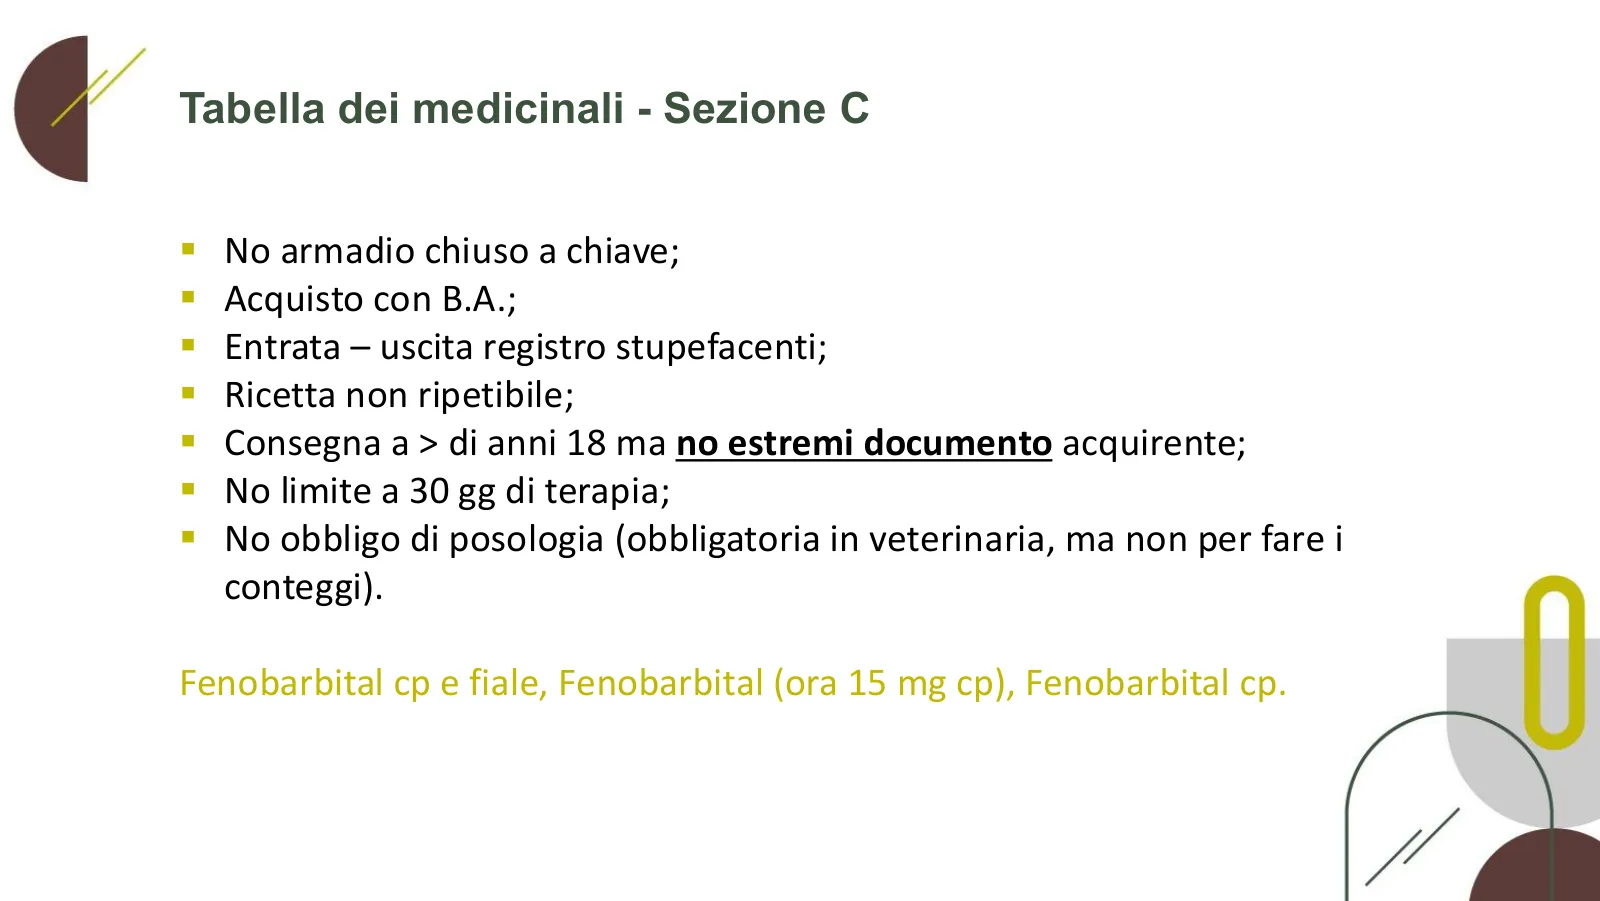 Tabella dei medicinali - Sezione C
No armadio chiuso a chiave;
Acquisto con B.A.;
Entrata – uscita registro stupefacenti;
Ricetta non ripetibile;
Consegna a > di anni 18 ma no estremi documento acquirente;
No limite a 30 gg di terapia;
No obbligo di posologia (obbligatoria in veterinaria, ma non per fare i
conteggi).
Fenobarbital cp e fiale, Fenobarbital (ora 15 mg cp), Fenobarbital cp.